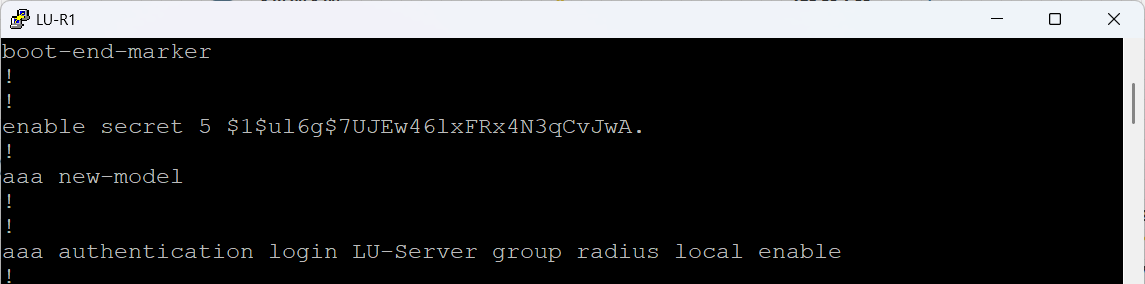 LU-R1
boot-end-marker
!
!
enable secret 5 $1$ul6g$7UJEw46lxFRx4N3qCvJwA.
!
aaa new-model
!
!
aaa authentication login LU-Server group radius local enable
!